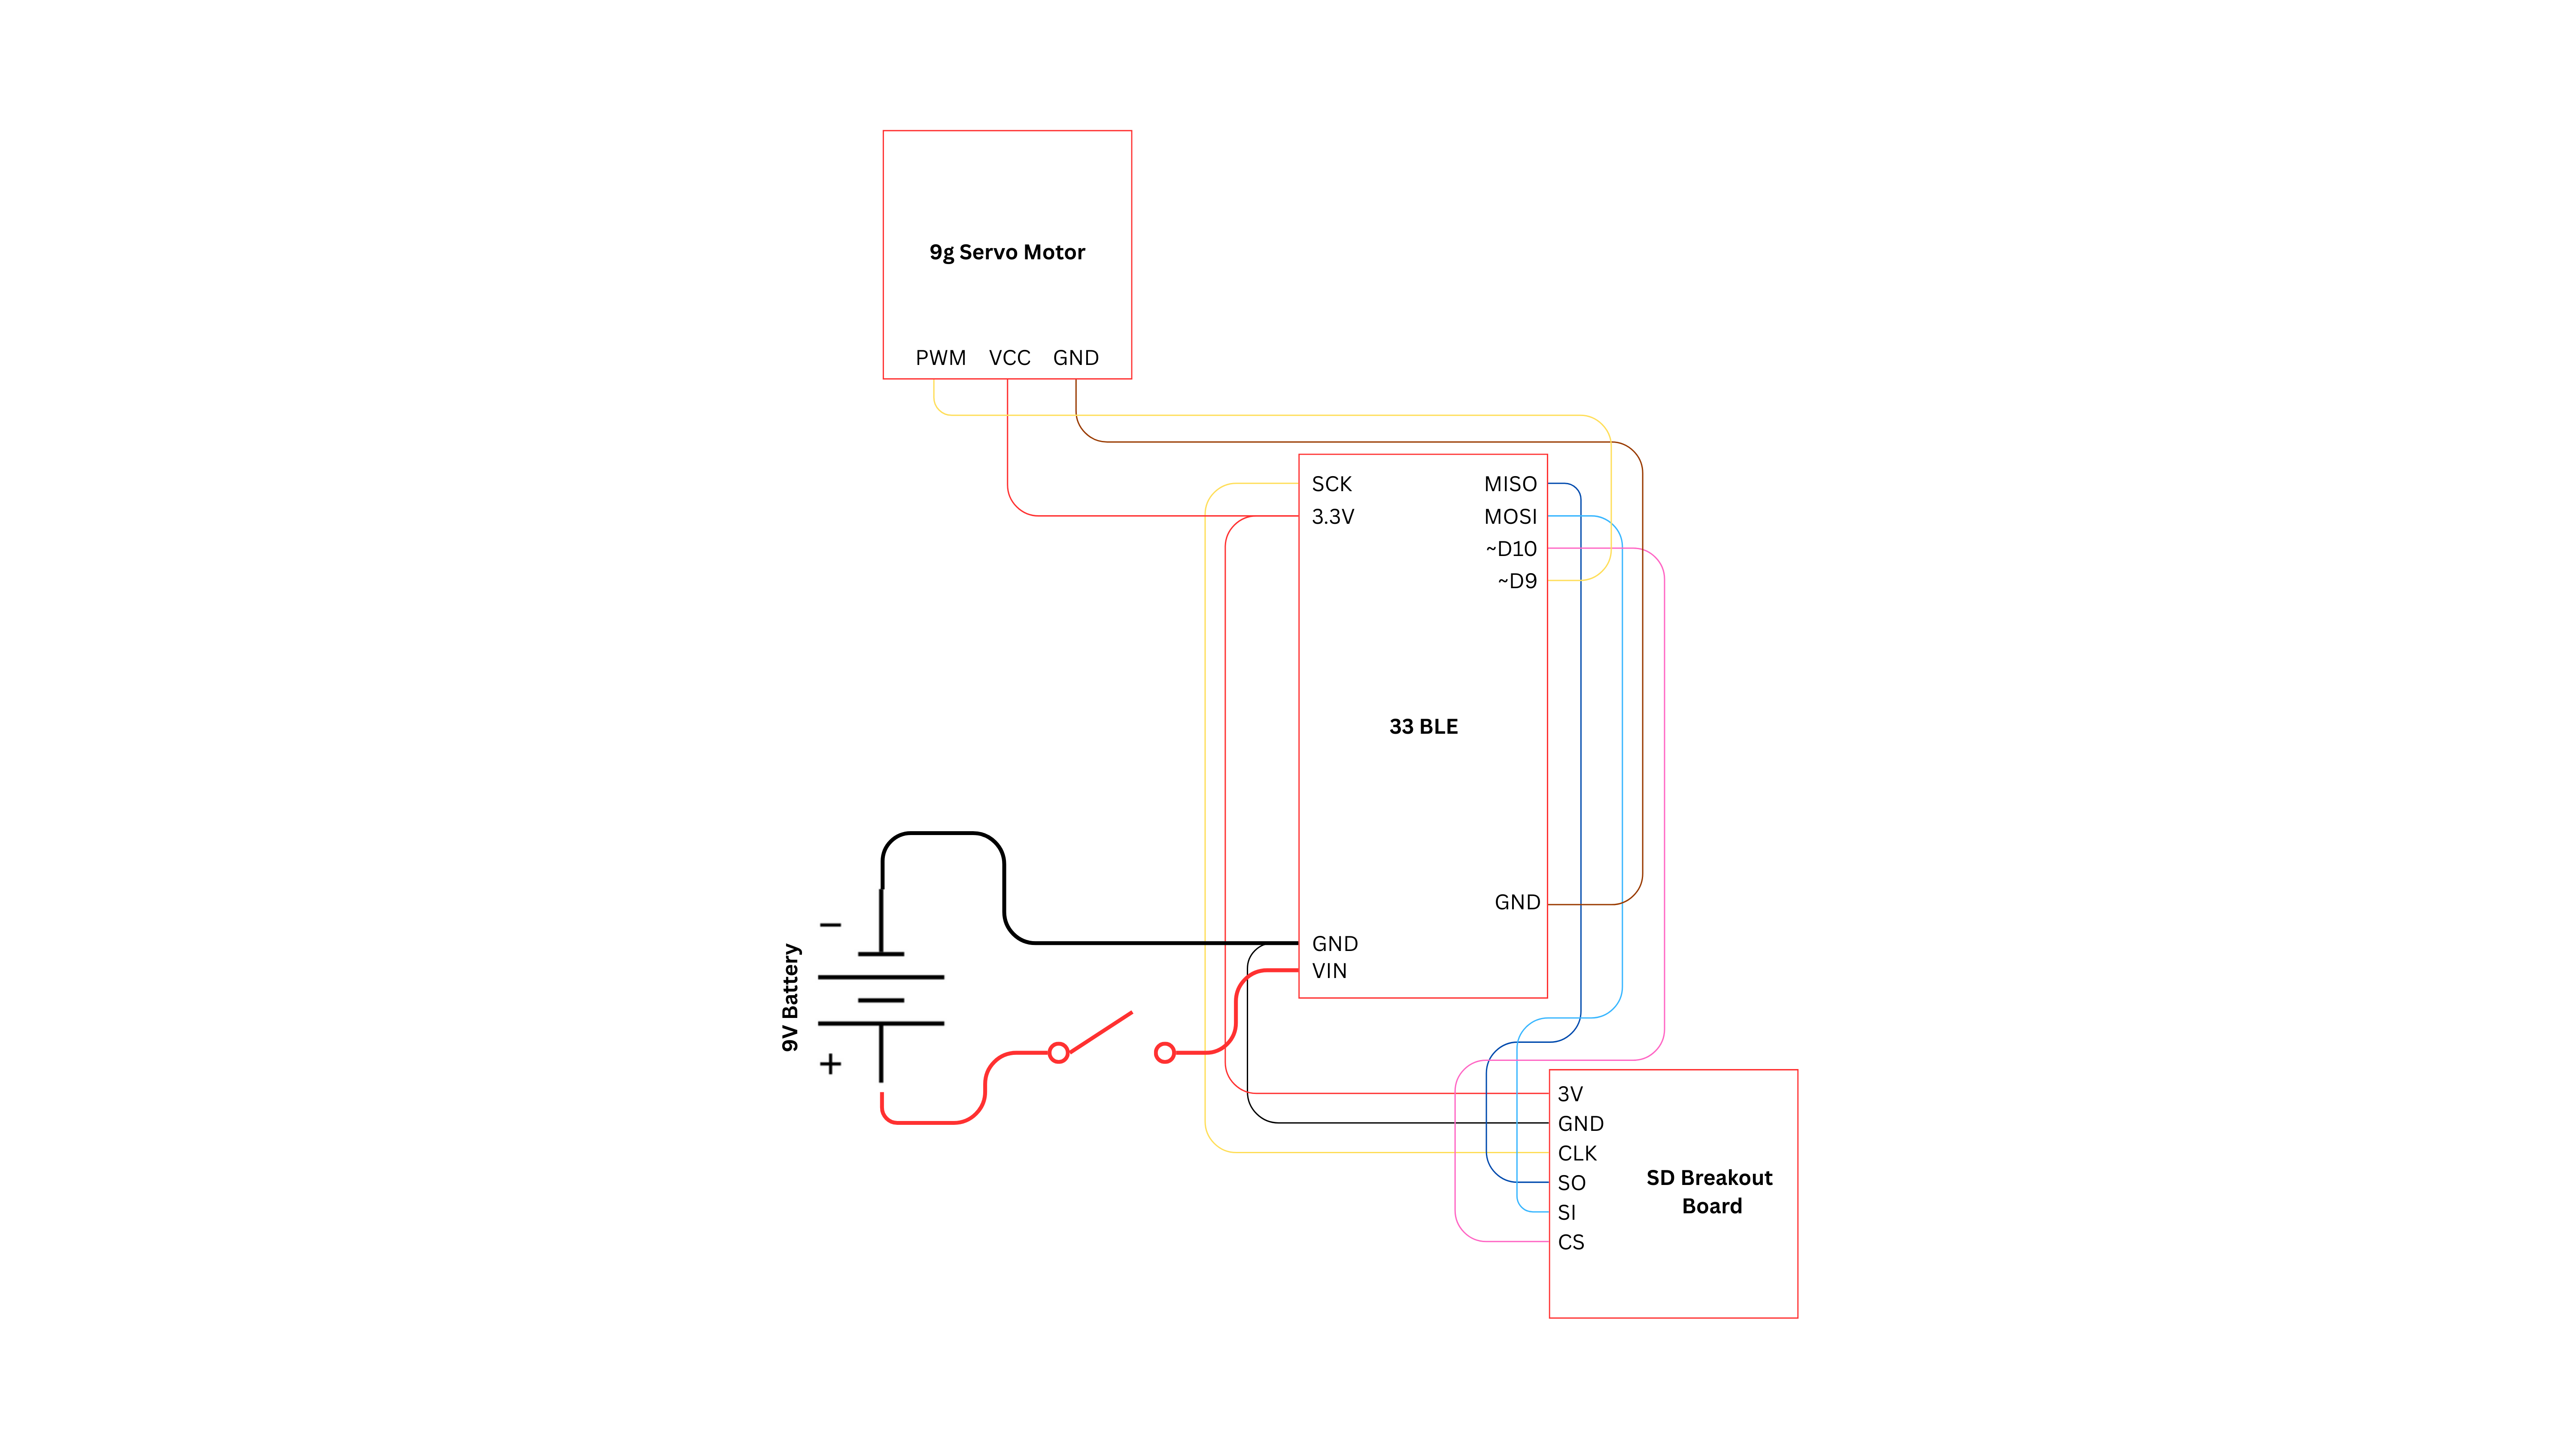 9g Servo Motor
PWM VCC GND
SCK MISO
3.3V MOSI
~D10
~D9
33 BLE
GND
GND
VIN
9V Battery
−
+
3V
GND
CLK
SO
SI
CS
SD Breakout
Board